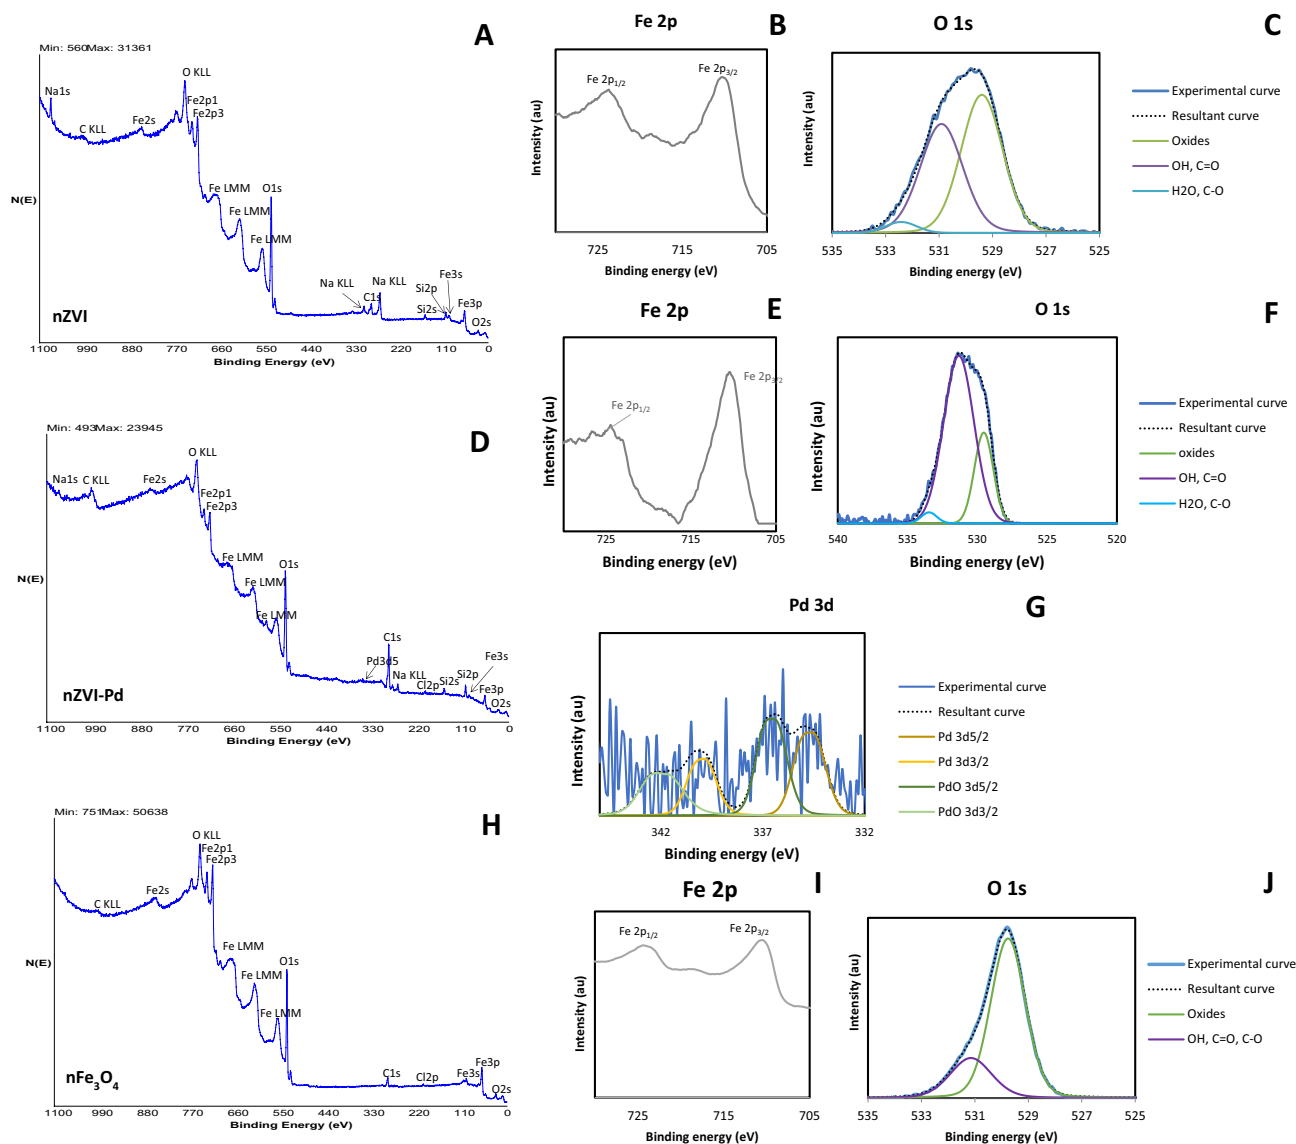 A
Min: 560 Max: 31361
Na1s
C KLL
Fe2s
O KLL
Fe2p1
Fe2p3
Fe LMM
Fe LMM
Fe LMM
O1s
Na KLL
C1s
Na KLL
Si2s
Si2p
Fe3s
Fe3p
O2s
N(E)
nZVI
1100 990 880 770 660 550 440 330 220 110 0
Binding Energy (eV)
Fe 2p
B
Fe 2p1/2
Fe 2p3/2
Intensity (au)
725 715 705
Binding energy (eV)
O 1s
C
Intensity (au)
535 533 531 529 527 525
Binding energy (eV)
Experimental curve
Resultant curve
Oxides
OH, C=O
H2O, C-O
D
Min: 493 Max: 23945
Na1s
C KLL
Fe2s
O KLL
Fe2p1
Fe2p3
Fe LMM
Fe LMM
Fe LMM
O1s
Pd3d5
C1s
Na KLL
Cl2p
Si2s
Si2p
Fe3s
Fe3p
O2s
N(E)
nZVI-Pd
1100 990 880 770 660 550 440 330 220 110 0
Binding Energy (eV)
Fe 2p
E
Fe 2p1/2
Fe 2p3/2
Intensity (au)
725 715 705
Binding energy (eV)
O 1s
F
Intensity (au)
540 535 530 525 520
Binding energy (eV)
Experimental curve
Resultant curve
oxides
OH, C=O
H2O, C-O
Pd 3d
G
Intensity (au)
342 337 332
Binding energy (eV)
Experimental curve
Resultant curve
Pd 3d5/2
Pd 3d3/2
PdO 3d5/2
PdO 3d3/2
H
Min: 751 Max: 50638
C KLL
Fe2s
O KLL
Fe2p1
Fe2p3
Fe LMM
Fe LMM
Fe LMM
O1s
C1s
Cl2p
Fe3s
Fe3p
O2s
N(E)
nFe3O4
1100 990 880 770 660 550 440 330 220 110 0
Binding Energy (eV)
Fe 2p
I
Fe 2p1/2
Fe 2p3/2
Intensity (au)
725 715 705
Binding energy (eV)
O 1s
J
Intensity (au)
535 533 531 529 527 525
Binding energy (eV)
Experimental curve
Resultant curve
Oxides
OH, C=O, C-O